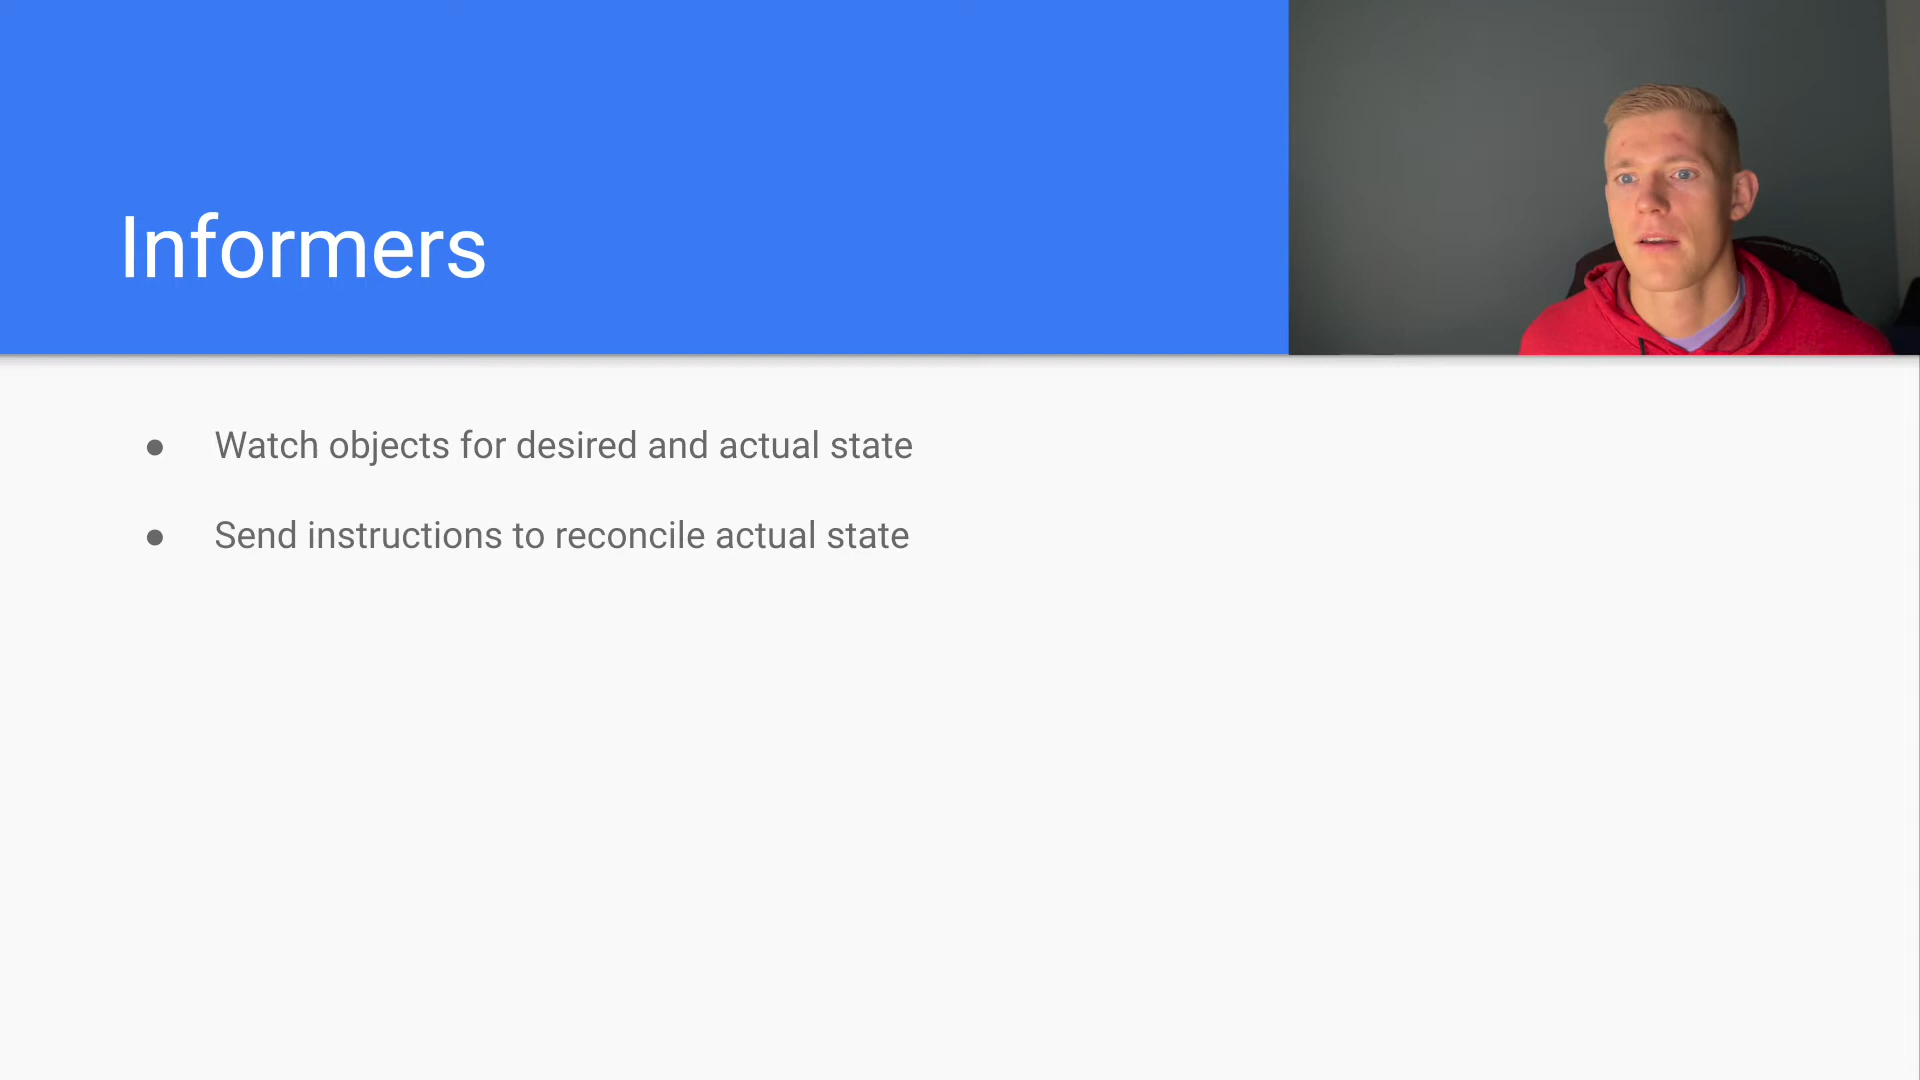 Informers
● Watch objects for desired and actual state
● Send instructions to reconcile actual state